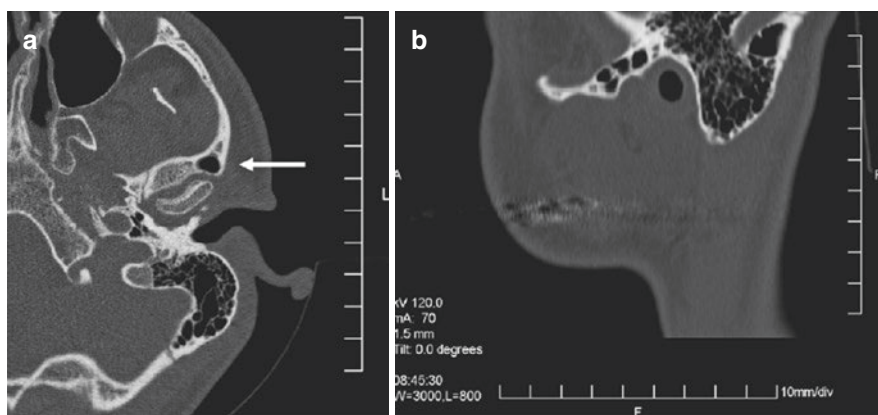 a
L
b
A
P
kV 120.0
mA: 70
1.5 mm
Tilt: 0.0 degrees
08:45:30
W=3000,L=800
10mm/div
F